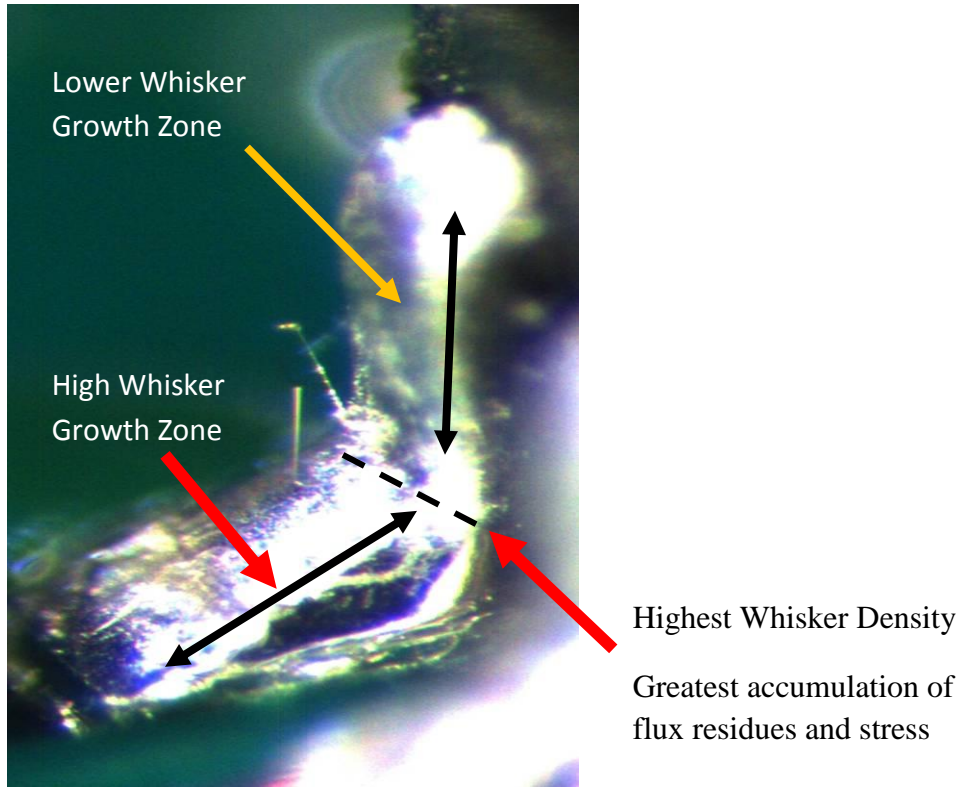 Lower Whisker
Growth Zone
High Whisker
Growth Zone
Highest Whisker Density
Greatest accumulation of
flux residues and stress